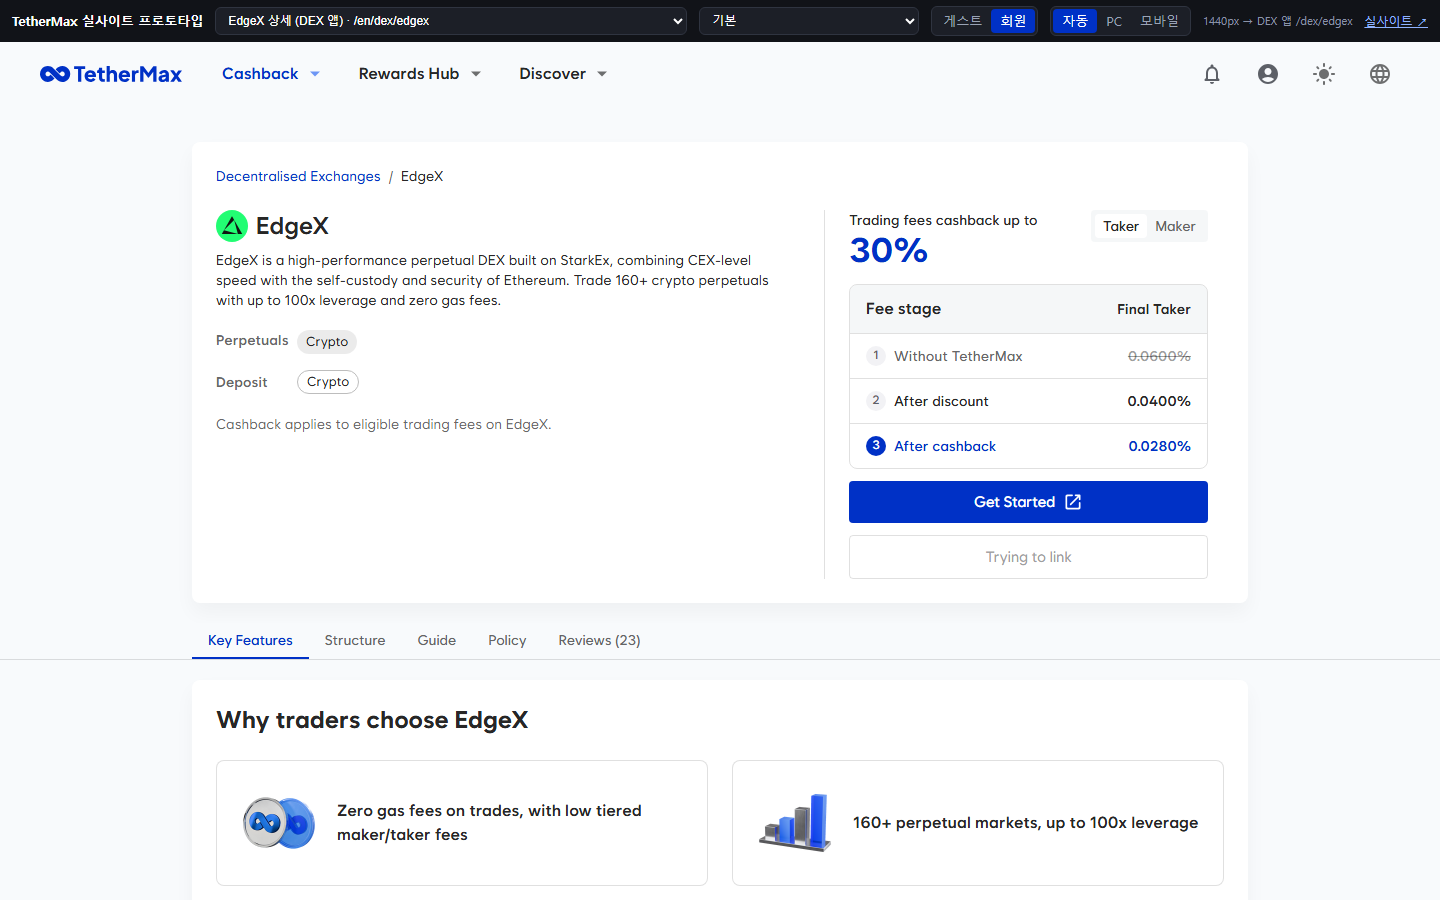 TetherMax 실사이트 프로토타입
EdgeX 상세 (DEX 앱) · /en/dex/edgex
기본
게스트 회원
자동 PC 모바일
1440px → DEX 앱 /dex/edgex
실사이트 ↗
TetherMax
Cashback
Rewards Hub
Discover
Decentralised Exchanges / EdgeX
EdgeX
EdgeX is a high-performance perpetual DEX built on StarkEx, combining CEX-level
speed with the self-custody and security of Ethereum. Trade 160+ crypto perpetuals
with up to 100x leverage and zero gas fees.
Perpetuals Crypto
Deposit Crypto
Cashback applies to eligible trading fees on EdgeX.
Trading fees cashback up to
30%
Taker Maker
Fee stage Final Taker
1 Without TetherMax 0.0600%
2 After discount 0.0400%
3 After cashback 0.0280%
Get Started
Trying to link
Key Features
Structure
Guide
Policy
Reviews (23)
Why traders choose EdgeX
Zero gas fees on trades, with low tiered
maker/taker fees
160+ perpetual markets, up to 100x leverage